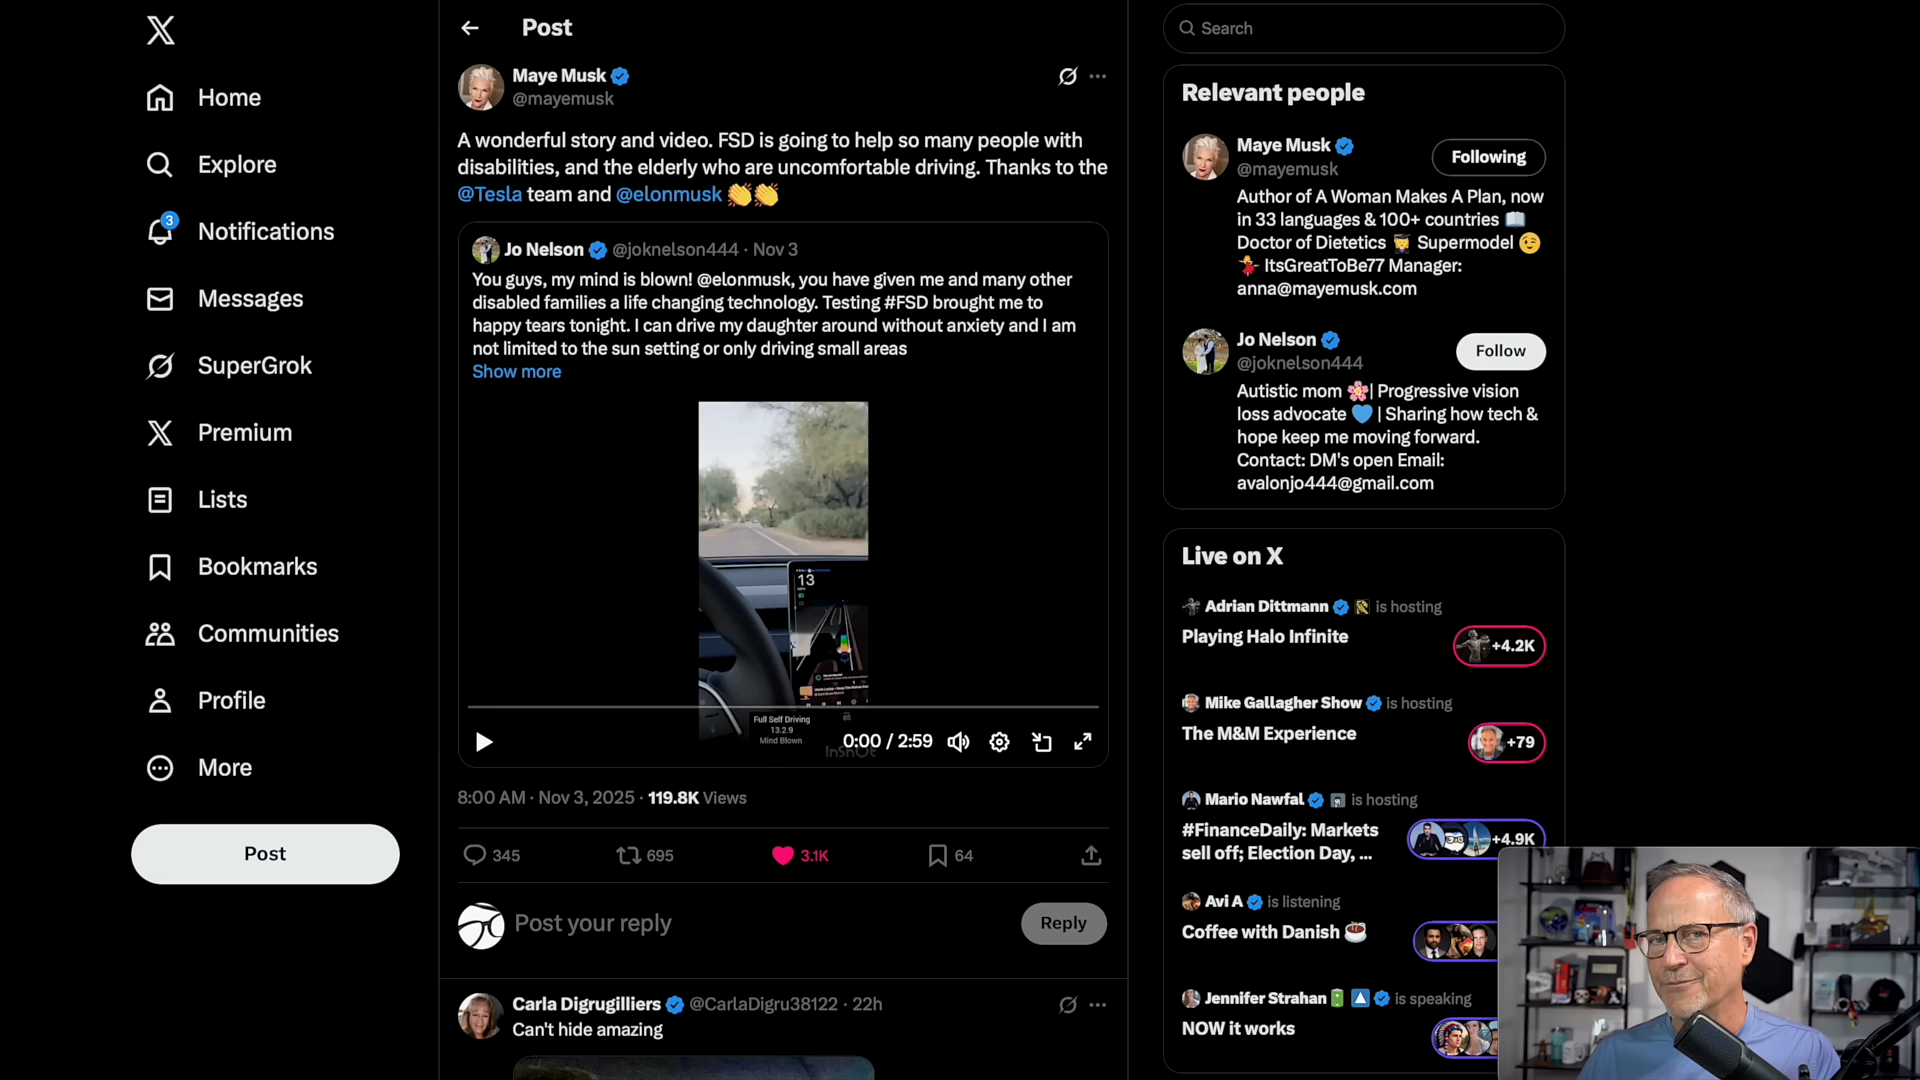 Home
Explore
3
Notifications
Messages
SuperGrok
Premium
Lists
Bookmarks
Communities
Profile
More
Post
Post
Maye Musk
@mayemusk
A wonderful story and video. FSD is going to help so many people with
disabilities, and the elderly who are uncomfortable driving. Thanks to the
@Tesla team and @elonmusk 👏👏
Jo Nelson @joknelson444 · Nov 3
You guys, my mind is blown! @elonmusk, you have given me and many other
disabled families a life changing technology. Testing #FSD brought me to
happy tears tonight. I can drive my daughter around without anxiety and I am
not limited to the sun setting or only driving small areas
Show more
13
Full Self Driving
13.2.9
Mind Blown
InShOt
0:00 / 2:59
8:00 AM · Nov 3, 2025 · 119.8K Views
345
695
3.1K
64
Post your reply
Reply
Carla Digrugilliers @CarlaDigru38122 · 22h
Can't hide amazing
Search
Relevant people
Maye Musk
@mayemusk
Following
Author of A Woman Makes A Plan, now
in 33 languages & 100+ countries 📖
Doctor of Dietetics 👩‍🎓 Supermodel 😉
💃 ItsGreatToBe77 Manager:
anna@mayemusk.com
Jo Nelson
@joknelson444
Follow
Autistic mom 🌸| Progressive vision
loss advocate 💙 | Sharing how tech &
hope keep me moving forward.
Contact: DM's open Email:
avalonjo444@gmail.com
Live on X
Adrian Dittmann is hosting
Playing Halo Infinite
+4.2K
Mike Gallagher Show is hosting
The M&M Experience
+79
Mario Nawfal is hosting
#FinanceDaily: Markets
sell off; Election Day, ...
+4.9K
Avi A is listening
Coffee with Danish ☕
Jennifer Strahan is speaking
NOW it works